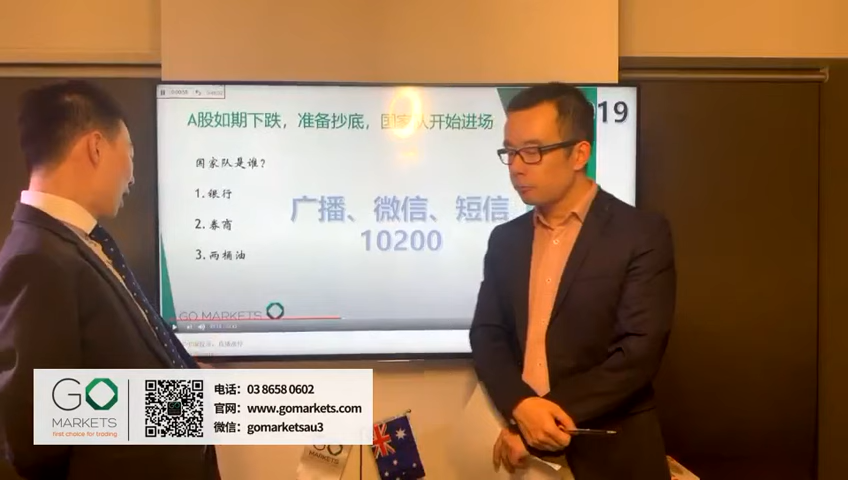 19
A股如期下跌，准备抄底，国家队开始进场
国家队是谁？
1.银行
2.券商
3.两桶油
广播、微信、短信
10200
GO MARKETS
GO
MARKETS
first choice for trading
电话： 03 8658 0602
官网： www.gomarkets.com
微信： gomarketsau3
GO
MARKETS